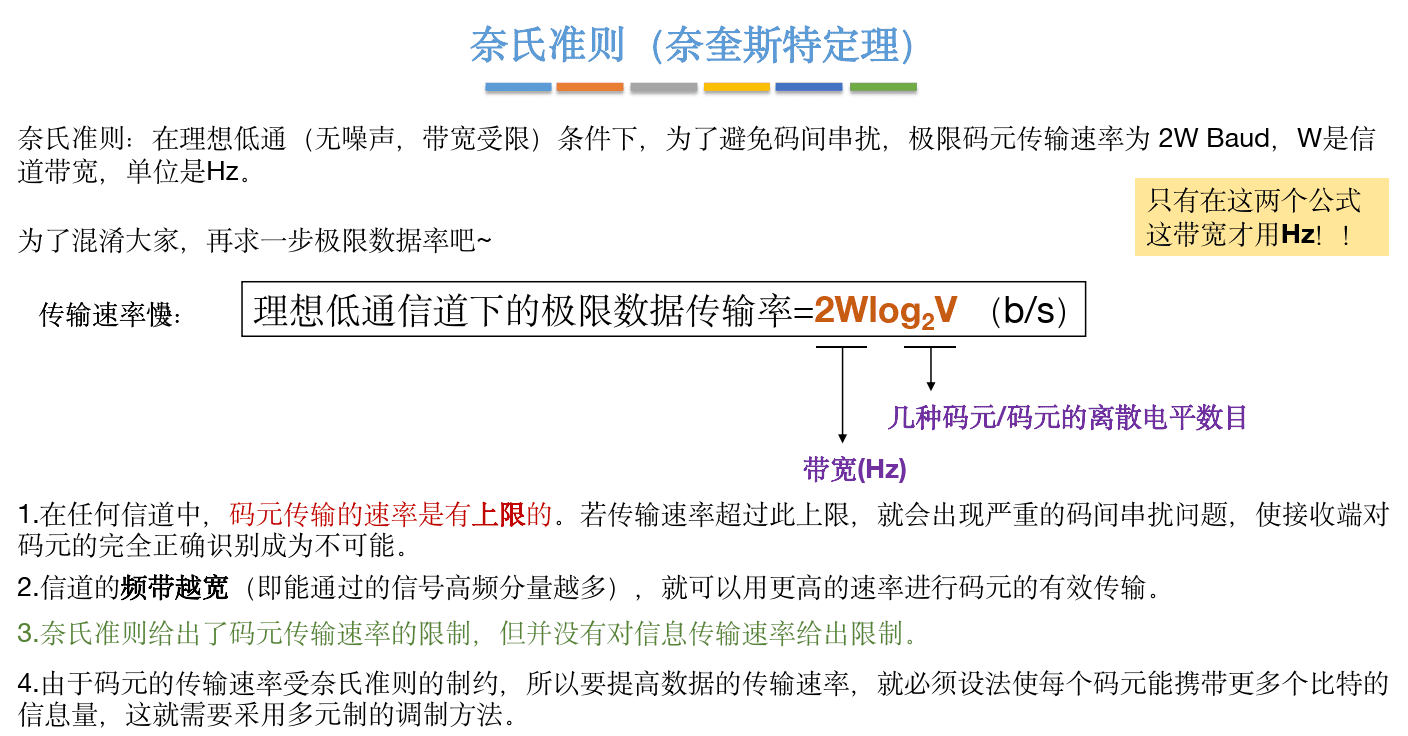 奈氏准则（奈奎斯特定理）
奈氏准则：在理想低通（无噪声，带宽受限）条件下，为了避免码间串扰，极限码元传输速率为 2W Baud，W是信
道带宽，单位是Hz。
只有在这两个公式
这带宽才用Hz！！
为了混淆大家，再求一步极限数据率吧~
传输速率慢：
理想低通信道下的极限数据传输率=2Wlog₂V （b/s）
几种码元/码元的离散电平数目
带宽(Hz)
1.在任何信道中，码元传输的速率是有上限的。若传输速率超过此上限，就会出现严重的码间串扰问题，使接收端对
码元的完全正确识别成为不可能。
2.信道的频带越宽（即能通过的信号高频分量越多），就可以用更高的速率进行码元的有效传输。
3.奈氏准则给出了码元传输速率的限制，但并没有对信息传输速率给出限制。
4.由于码元的传输速率受奈氏准则的制约，所以要提高数据的传输速率，就必须设法使每个码元能携带更多个比特的
信息量，这就需要采用多元制的调制方法。